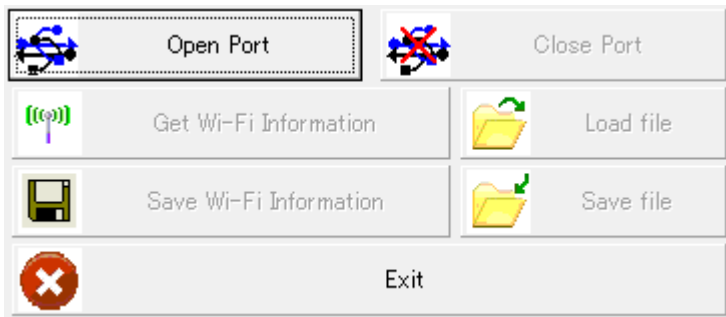 Open Port
Close Port
Get Wi-Fi Information
Load file
Save Wi-Fi Information
Save file
Exit